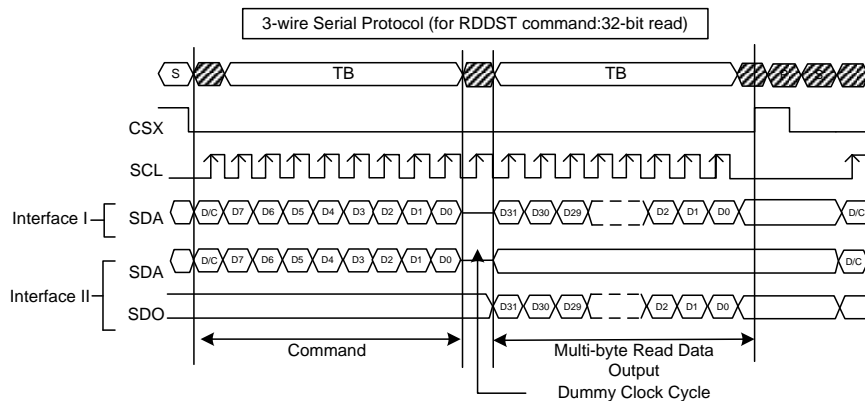 3-wire Serial Protocol (for RDDST command:32-bit read)
S TB TB P S
CSX
SCL
Interface I SDA D/C D7 D6 D5 D4 D3 D2 D1 D0 D31 D30 D29 D2 D1 D0 D/C
SDA D/C D7 D6 D5 D4 D3 D2 D1 D0 D/C
Interface II
SDO D31 D30 D29 D2 D1 D0
Command
Multi-byte Read Data
Output
Dummy Clock Cycle